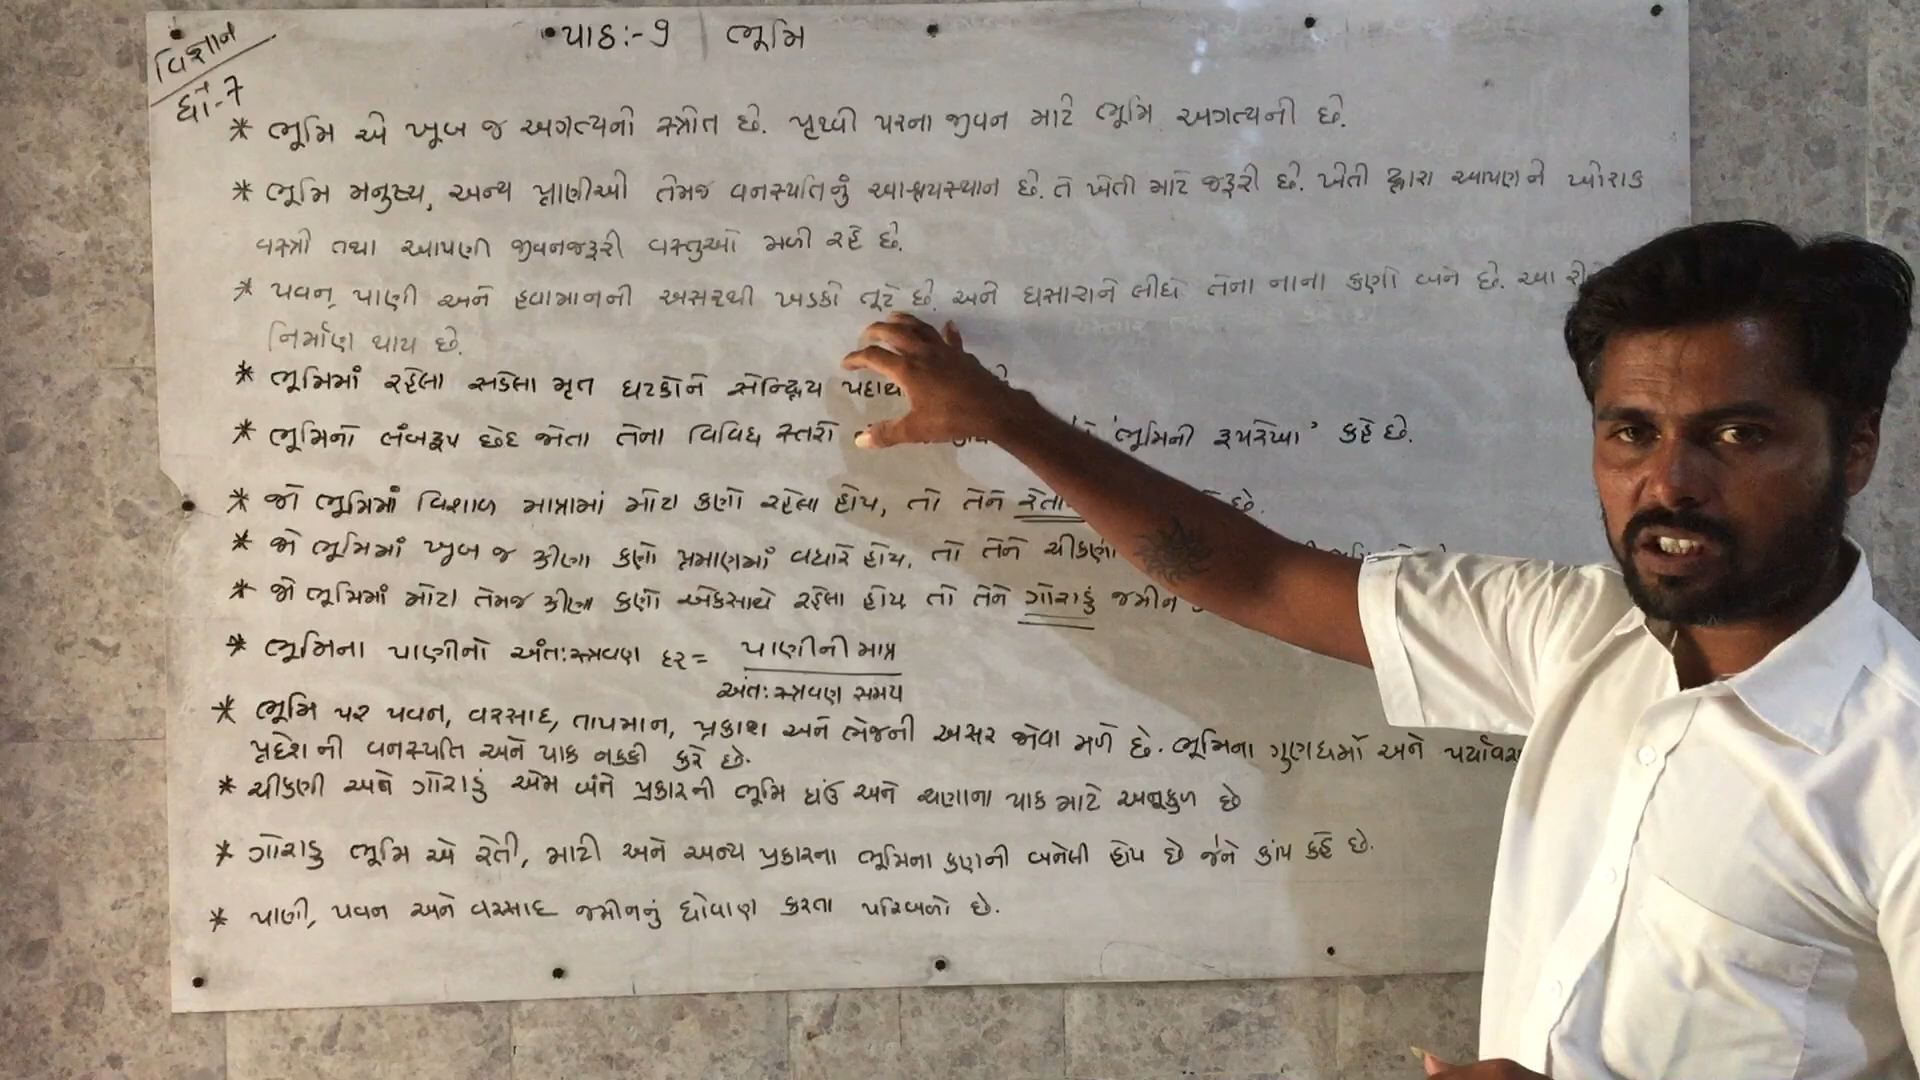 વિજ્ઞાન
ધો-7
પાઠ:- ૭ ભૂમિ
* ભૂમિ એ ખૂબ જ અગત્યનો સ્ત્રોત છે. પૃથ્વી પરના જીવન માટે ભૂમિ અગત્યની છે.
* ભૂમિ મનુષ્ય, અન્ય પ્રાણીઓ તેમજ વનસ્પતિનું આશ્રયસ્થાન છે. તે ખેતી માટે જરૂરી છે. ખેતી દ્વારા આપણને ખોરાક
વસ્ત્રો તથા આપણી જીવનજરૂરી વસ્તુઓ મળી રહે છે.
* પવન, પાણી અને હવામાનની અસરથી ખડકો તૂટે છે. અને ઘસારાને લીધે તેના નાના કણો બને છે. આ
નિર્માણ થાય છે.
* ભૂમિમાં રહેલા સડેલા મૃત ઘટકોને સેન્દ્રિય
* ભૂમિનો લંબરૂપ છેદ જોતા તેના વિવિધ સ્તરો 'ભૂમિની રૂપરેખા' કહે છે.
* જો ભૂમિમાં વિશાળ માત્રામાં મોટા કણો રહેલા હોય, તો તેને છે.
* જો ભૂમિમાં ખૂબ જ ઝીણા કણો પ્રમાણમાં વધારે હોય, તો તેને ચીકણી
* જો ભૂમિમાં મોટા તેમજ ઝીણા કણો એકસાથે રહેલા હોય તો તેને ગોરાડું જમીન
* ભૂમિના પાણીનો અંત:સ્ત્રવણ દર = પાણીની માત્રા
અંત:સ્ત્રવણ સમય
* ભૂમિ પર પવન, વરસાદ, તાપમાન, પ્રકાશ અને ભેજની અસર જોવા મળે છે. ભૂમિના ગુણધર્મો અને
પ્રદેશની વનસ્પતિ અને પાક નક્કી કરે છે.
* ચીકણી અને ગોરાડું એમ બંને પ્રકારની ભૂમિ ઘઉં અને ચણાના પાક માટે અનૂકુળ છે
* ગોરાડુ ભૂમિ એ રેતી, માટી અને અન્ય પ્રકારના ભૂમિના કણની બનેલી હોય છે જેને કાંપ કહે છે.
* પાણી, પવન અને વરસાદ જમીનનું ધોવાણ કરતા પરિબળો છે.